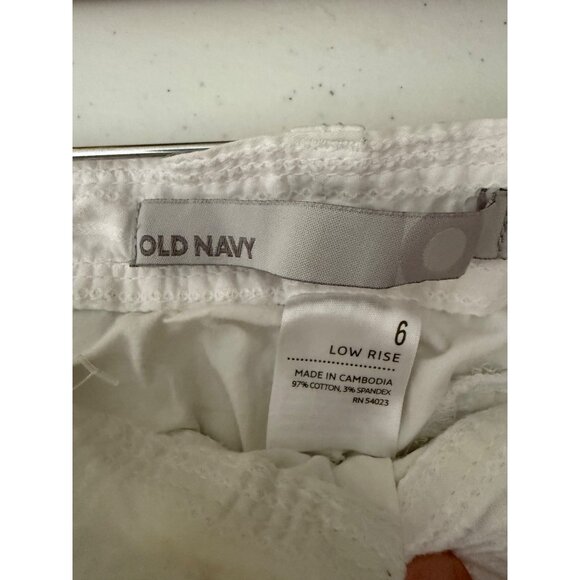 OLD NAVY
6
LOW RISE
MADE IN CAMBODIA
97% COTTON, 3% SPANDEX
RN 54023